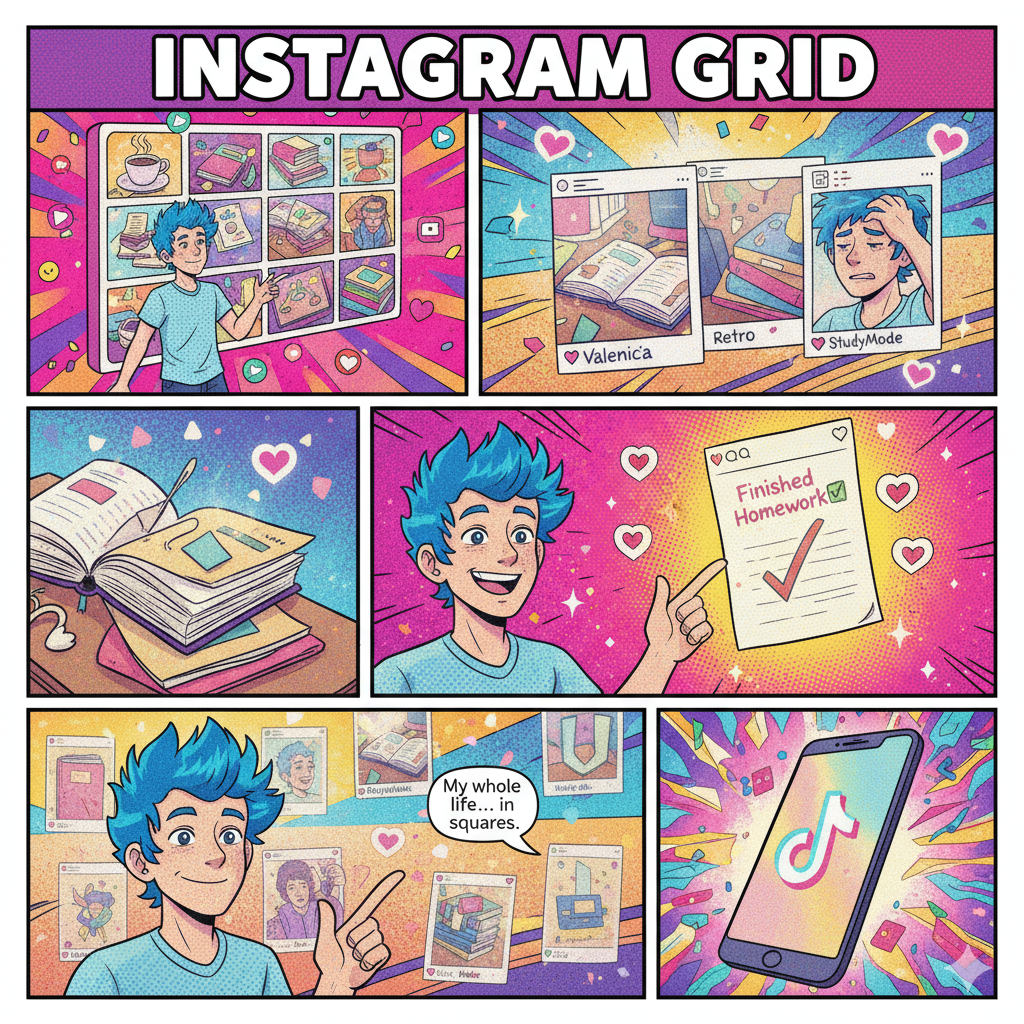 INSTAGRAM GRID
Valenica
Retro
StudyMode
Finished
Homework
My whole
life... in
squares.